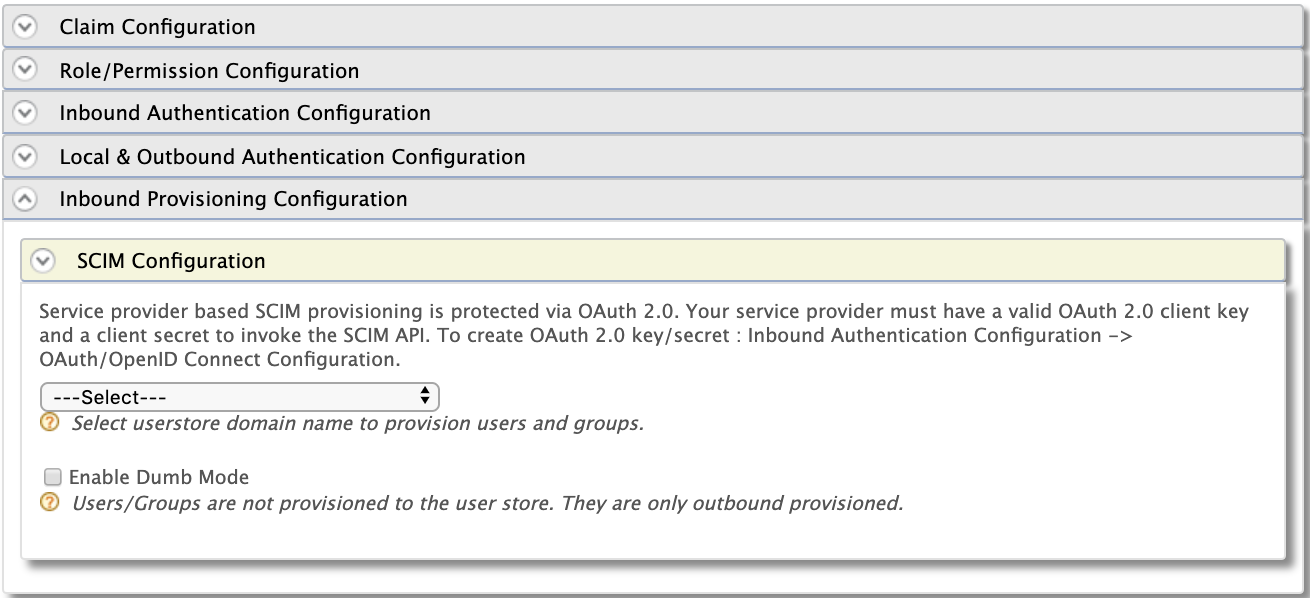 Claim Configuration
Role/Permission Configuration
Inbound Authentication Configuration
Local & Outbound Authentication Configuration
Inbound Provisioning Configuration
SCIM Configuration
Service provider based SCIM provisioning is protected via OAuth 2.0. Your service provider must have a valid OAuth 2.0 client key
and a client secret to invoke the SCIM API. To create OAuth 2.0 key/secret : Inbound Authentication Configuration ->
OAuth/OpenID Connect Configuration.
---Select---
Select userstore domain name to provision users and groups.
Enable Dumb Mode
Users/Groups are not provisioned to the user store. They are only outbound provisioned.